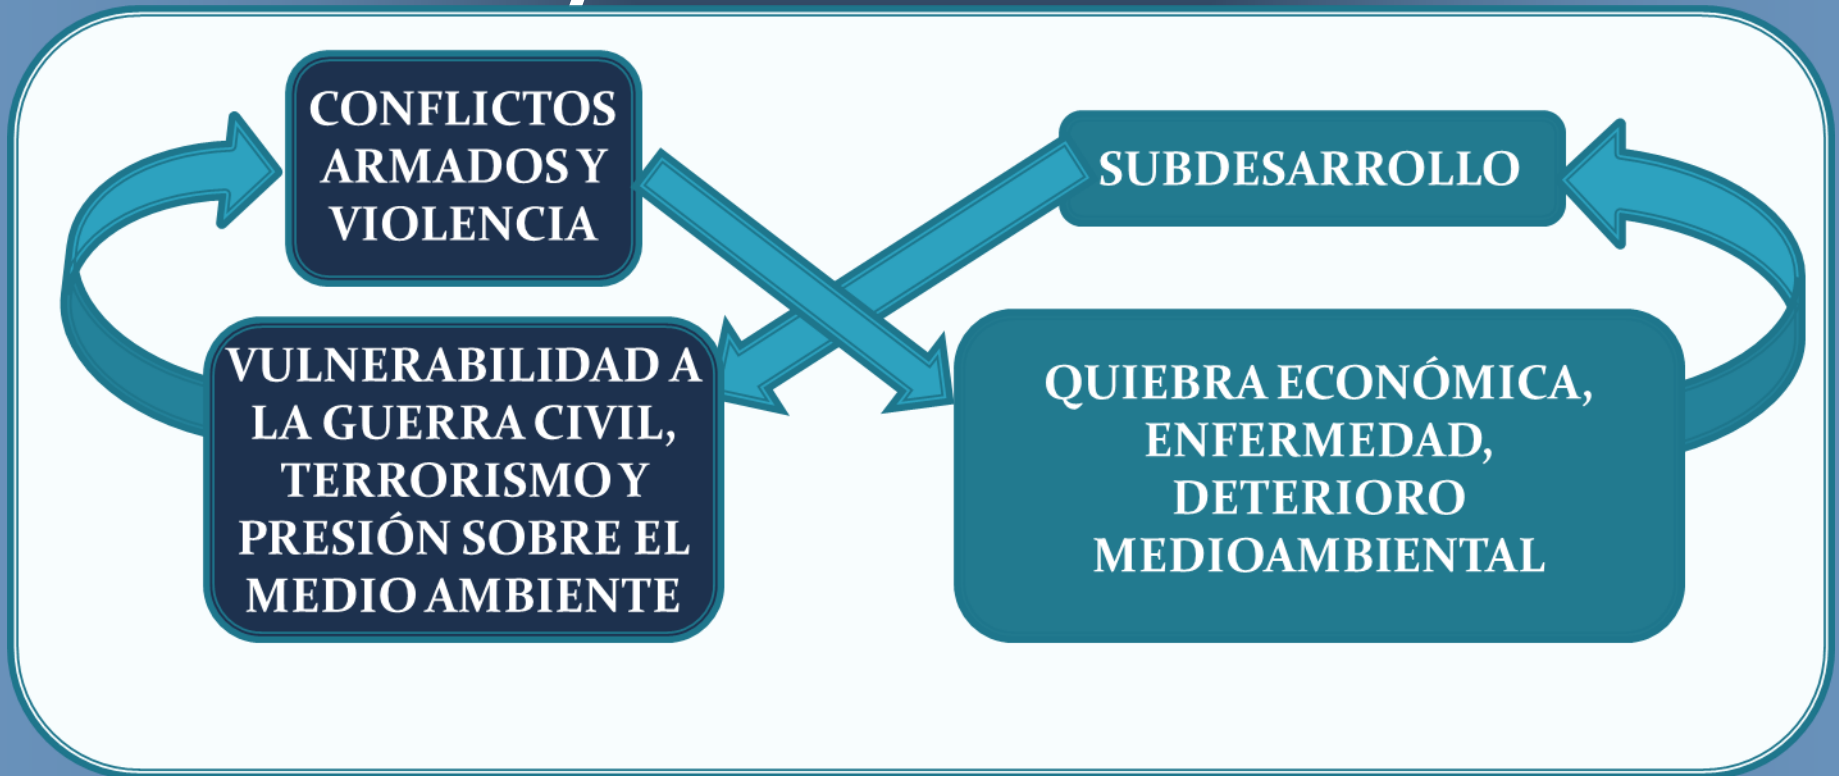 CONFLICTOS
ARMADOS Y
VIOLENCIA
SUBDESARROLLO
VULNERABILIDAD A
LA GUERRA CIVIL,
TERRORISMO Y
PRESIÓN SOBRE EL
MEDIO AMBIENTE
QUIEBRA ECONÓMICA,
ENFERMEDAD,
DETERIORO
MEDIOAMBIENTAL